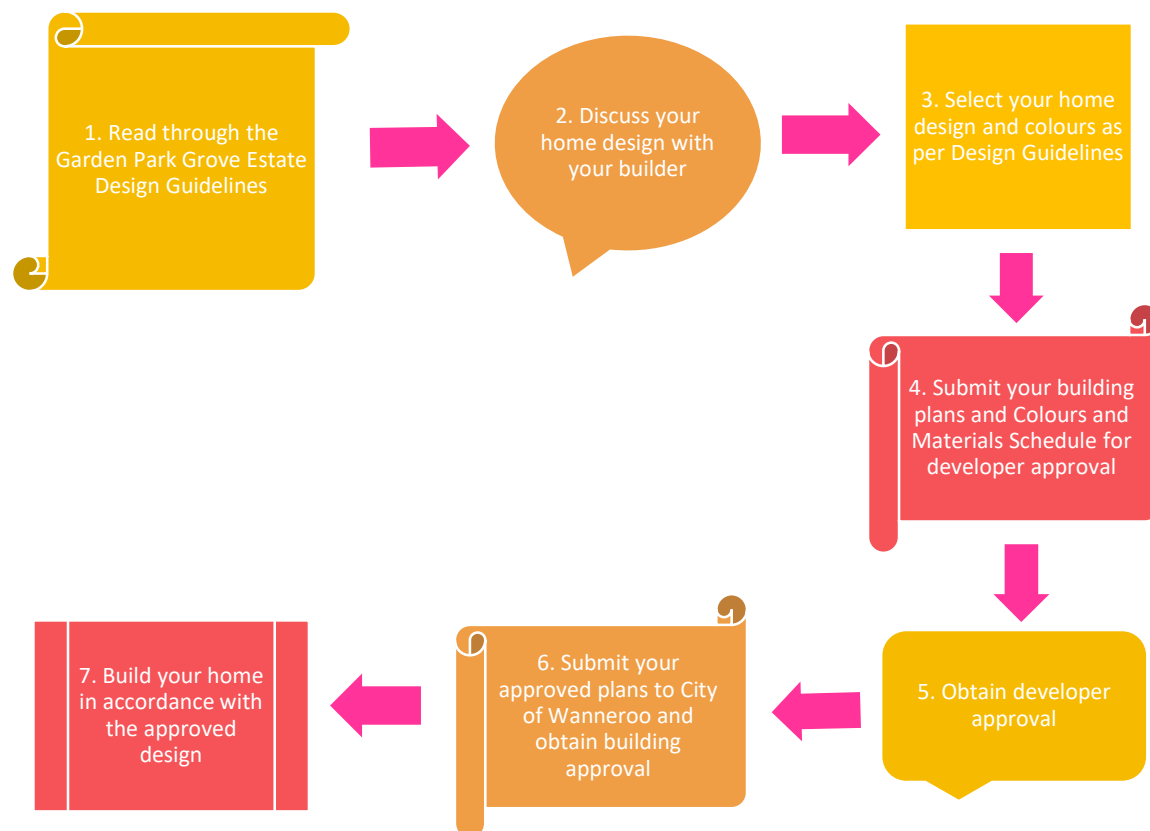 1. Read through the
Garden Park Grove Estate
Design Guidelines
2. Discuss your
home design with
your builder
3. Select your home
design and colours as
per Design Guidelines
4. Submit your building
plans and Colours and
Materials Schedule for
developer approval
5. Obtain developer
approval
6. Submit your
approved plans to City
of Wanneroo and
obtain building
approval
7. Build your home
in accordance with
the approved
design